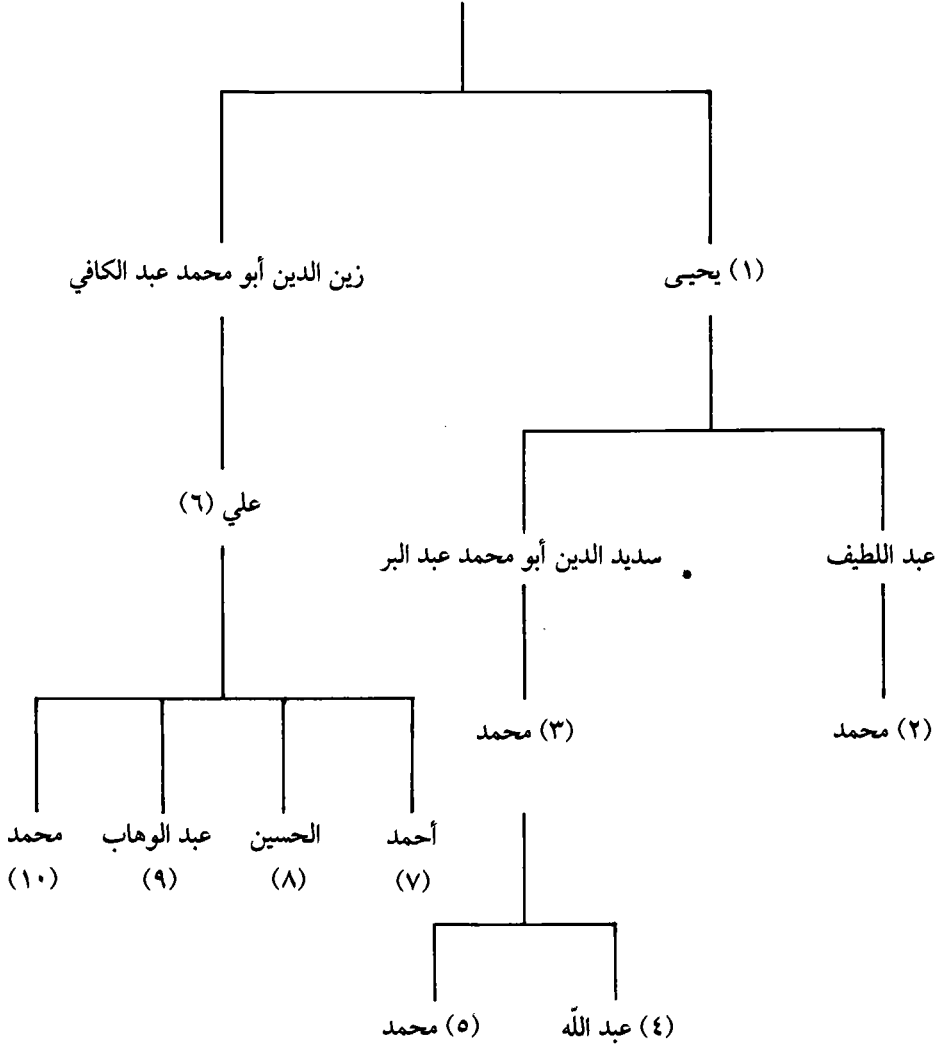 (١) يحيى
زين الدين أبو محمد عبد الكافي
علي (٦)
عبد اللطيف
سديد الدين أبو محمد عبد البر
(٢) محمد
(٣) محمد
أحمد
(٧)
الحسين
(٨)
عبد الوهاب
(٩)
محمد
(١٠)
(٤) عبد اللّه
(٥) محمد